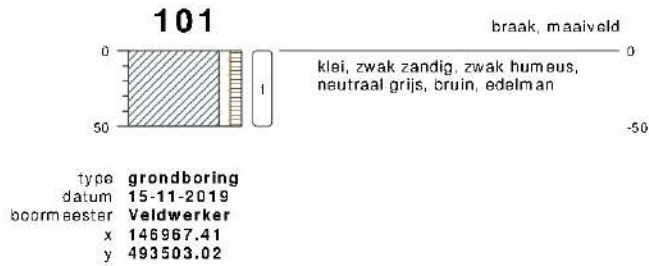 101
braak, maaiveld
0
0
klei, zwak zandig, zwak humeus,
neutraal grijs, bruin, edelman
1
50
-50
type grondboring
datum 15-11-2019
boormeester Veldwerker
x 146967.41
y 493503.02